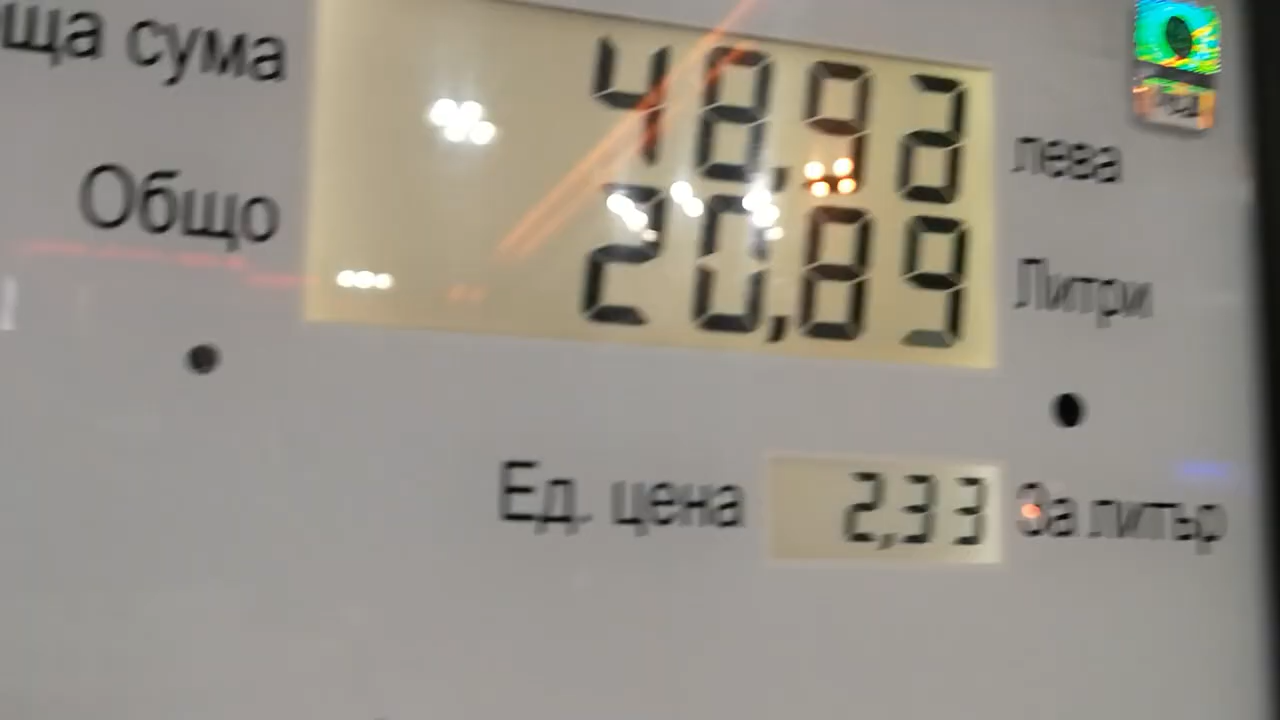 ща сума 48,92 лева
Общо 20,89 Литри
Ед. цена 2,33 За литър